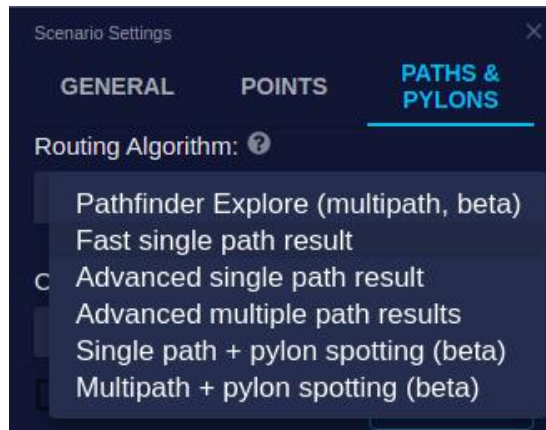 Scenario Settings
GENERAL POINTS PATHS & PYLONS
Routing Algorithm:
Pathfinder Explore (multipath, beta)
Fast single path result
Advanced single path result
Advanced multiple path results
Single path + pylon spotting (beta)
Multipath + pylon spotting (beta)